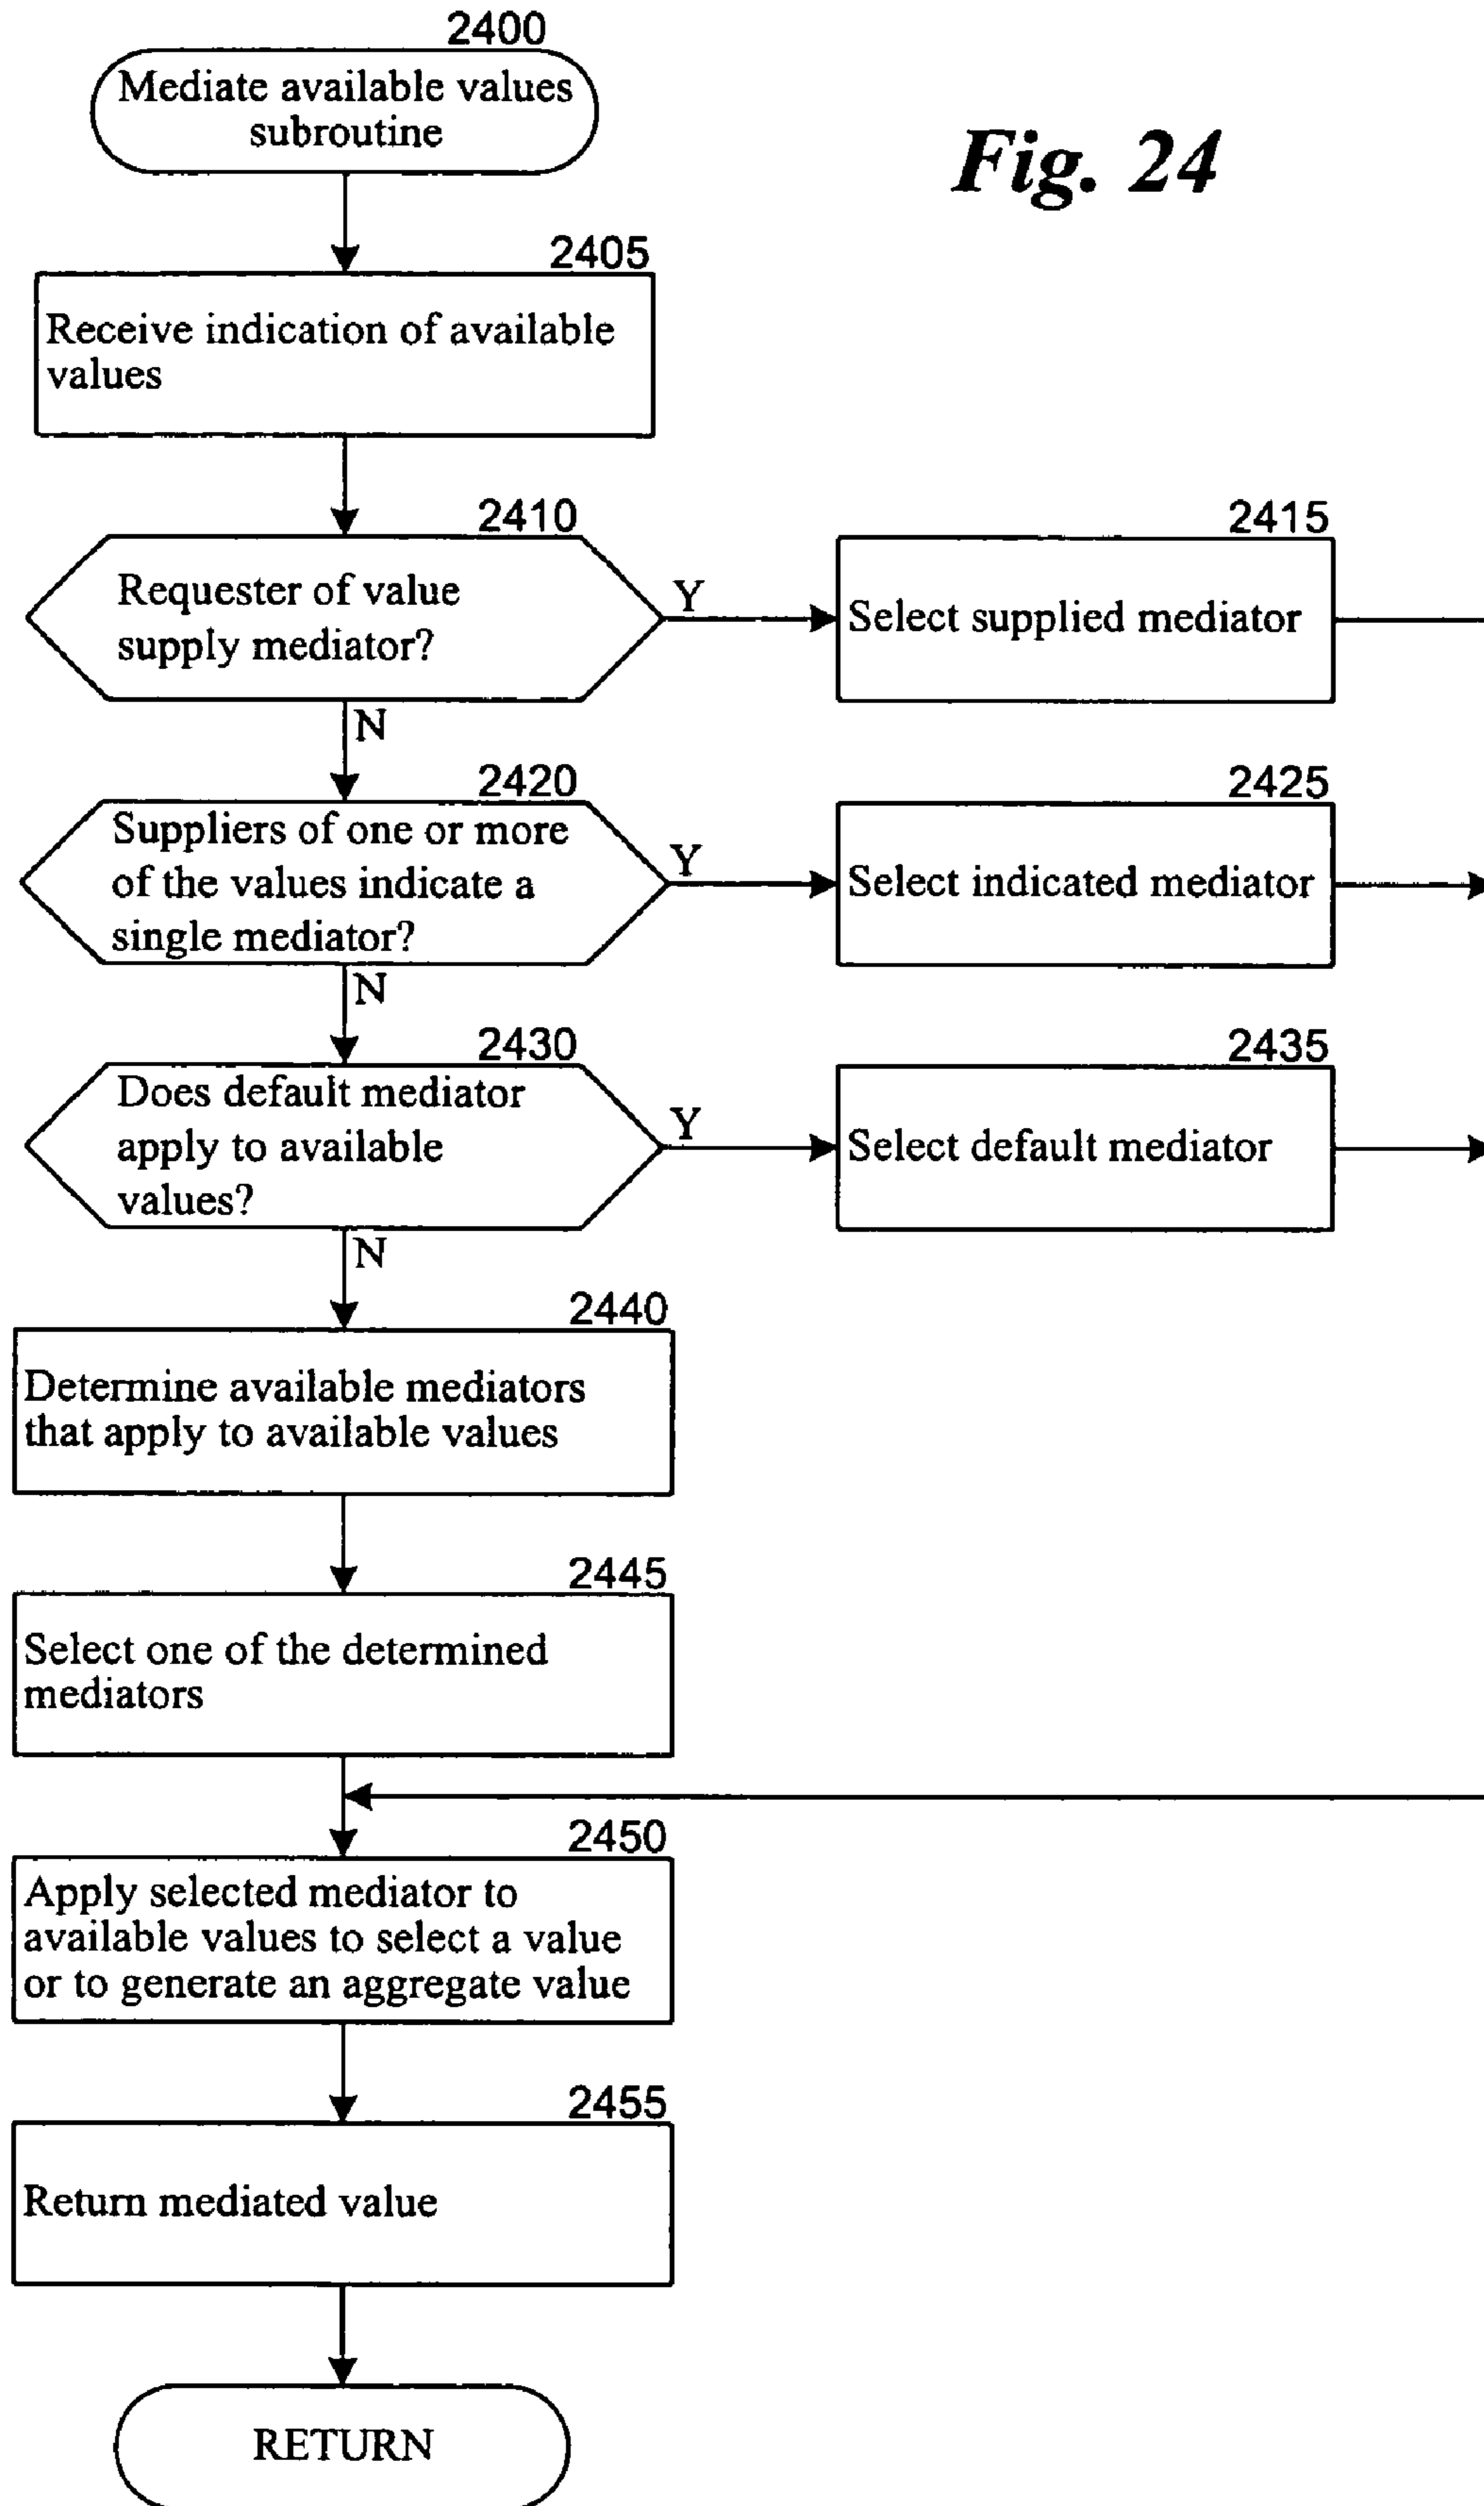 2400
Mediate available values
subroutine
Fig. 24
2405
Receive indication of available
values
2410
Requester of value
supply mediator?
Y
2415
Select supplied mediator
N
2420
Suppliers of one or more
of the values indicate a
single mediator?
Y
2425
Select indicated mediator
N
2430
Does default mediator
apply to available
values?
Y
2435
Select default mediator
N
2440
Determine available mediators
that apply to available values
2445
Select one of the determined
mediators
2450
Apply selected mediator to
available values to select a value
or to generate an aggregate value
2455
Return mediated value
RETURN